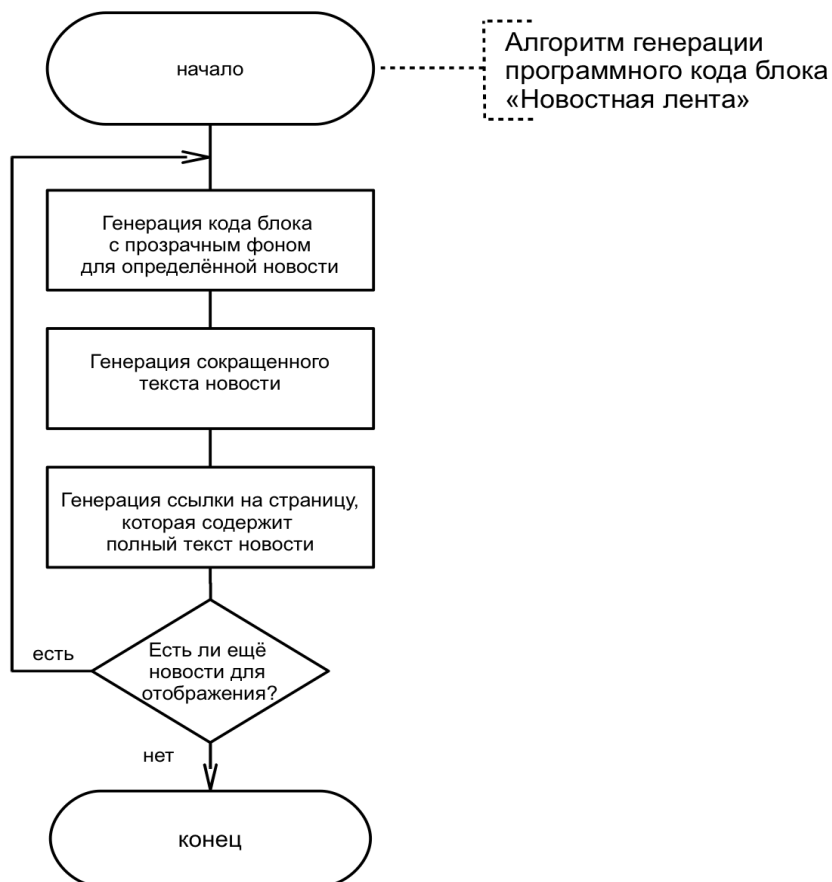 начало
Алгоритм генерации
программного кода блока
«Новостная лента»
Генерация кода блока
с прозрачным фоном
для определённой новости
Генерация сокращенного
текста новости
Генерация ссылки на страницу,
которая содержит
полный текст новости
Есть ли ещё
новости для
отображения?
есть
нет
конец